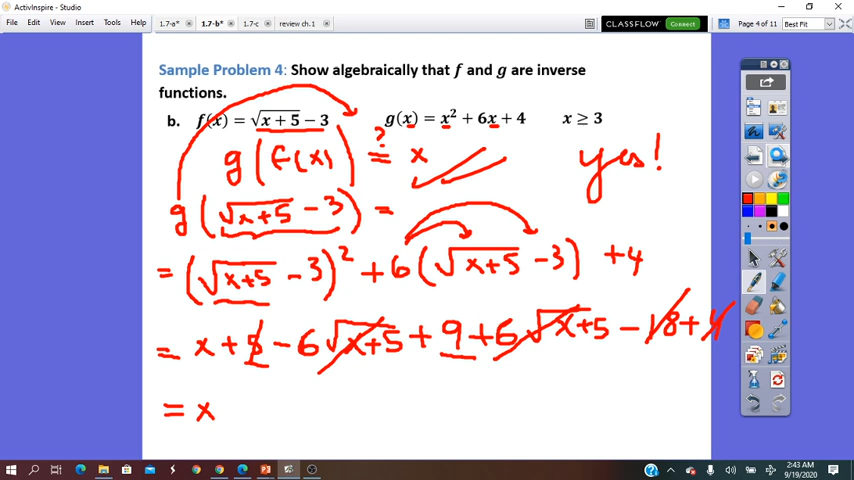 ActivInspire - Studio
File Edit View Insert Tools Help
1.7-a* 1.7-b* 1.7-c review ch.1
CLASSFLOW Connect Page 4 of 11 Best Fit
Sample Problem 4: Show algebraically that f and g are inverse
functions.
b. f(x) = √(x + 5) − 3 g(x) = x² + 6x + 4 x ≥ 3
g(f(x)) ≟ x yes!
g(√(x+5) − 3) =
= (√(x+5) − 3)² + 6(√(x+5) − 3) + 4
= x + 5 − 6√(x+5) + 9 + 6√(x+5) − 18 + 4
= x
2:43 AM
9/19/2020